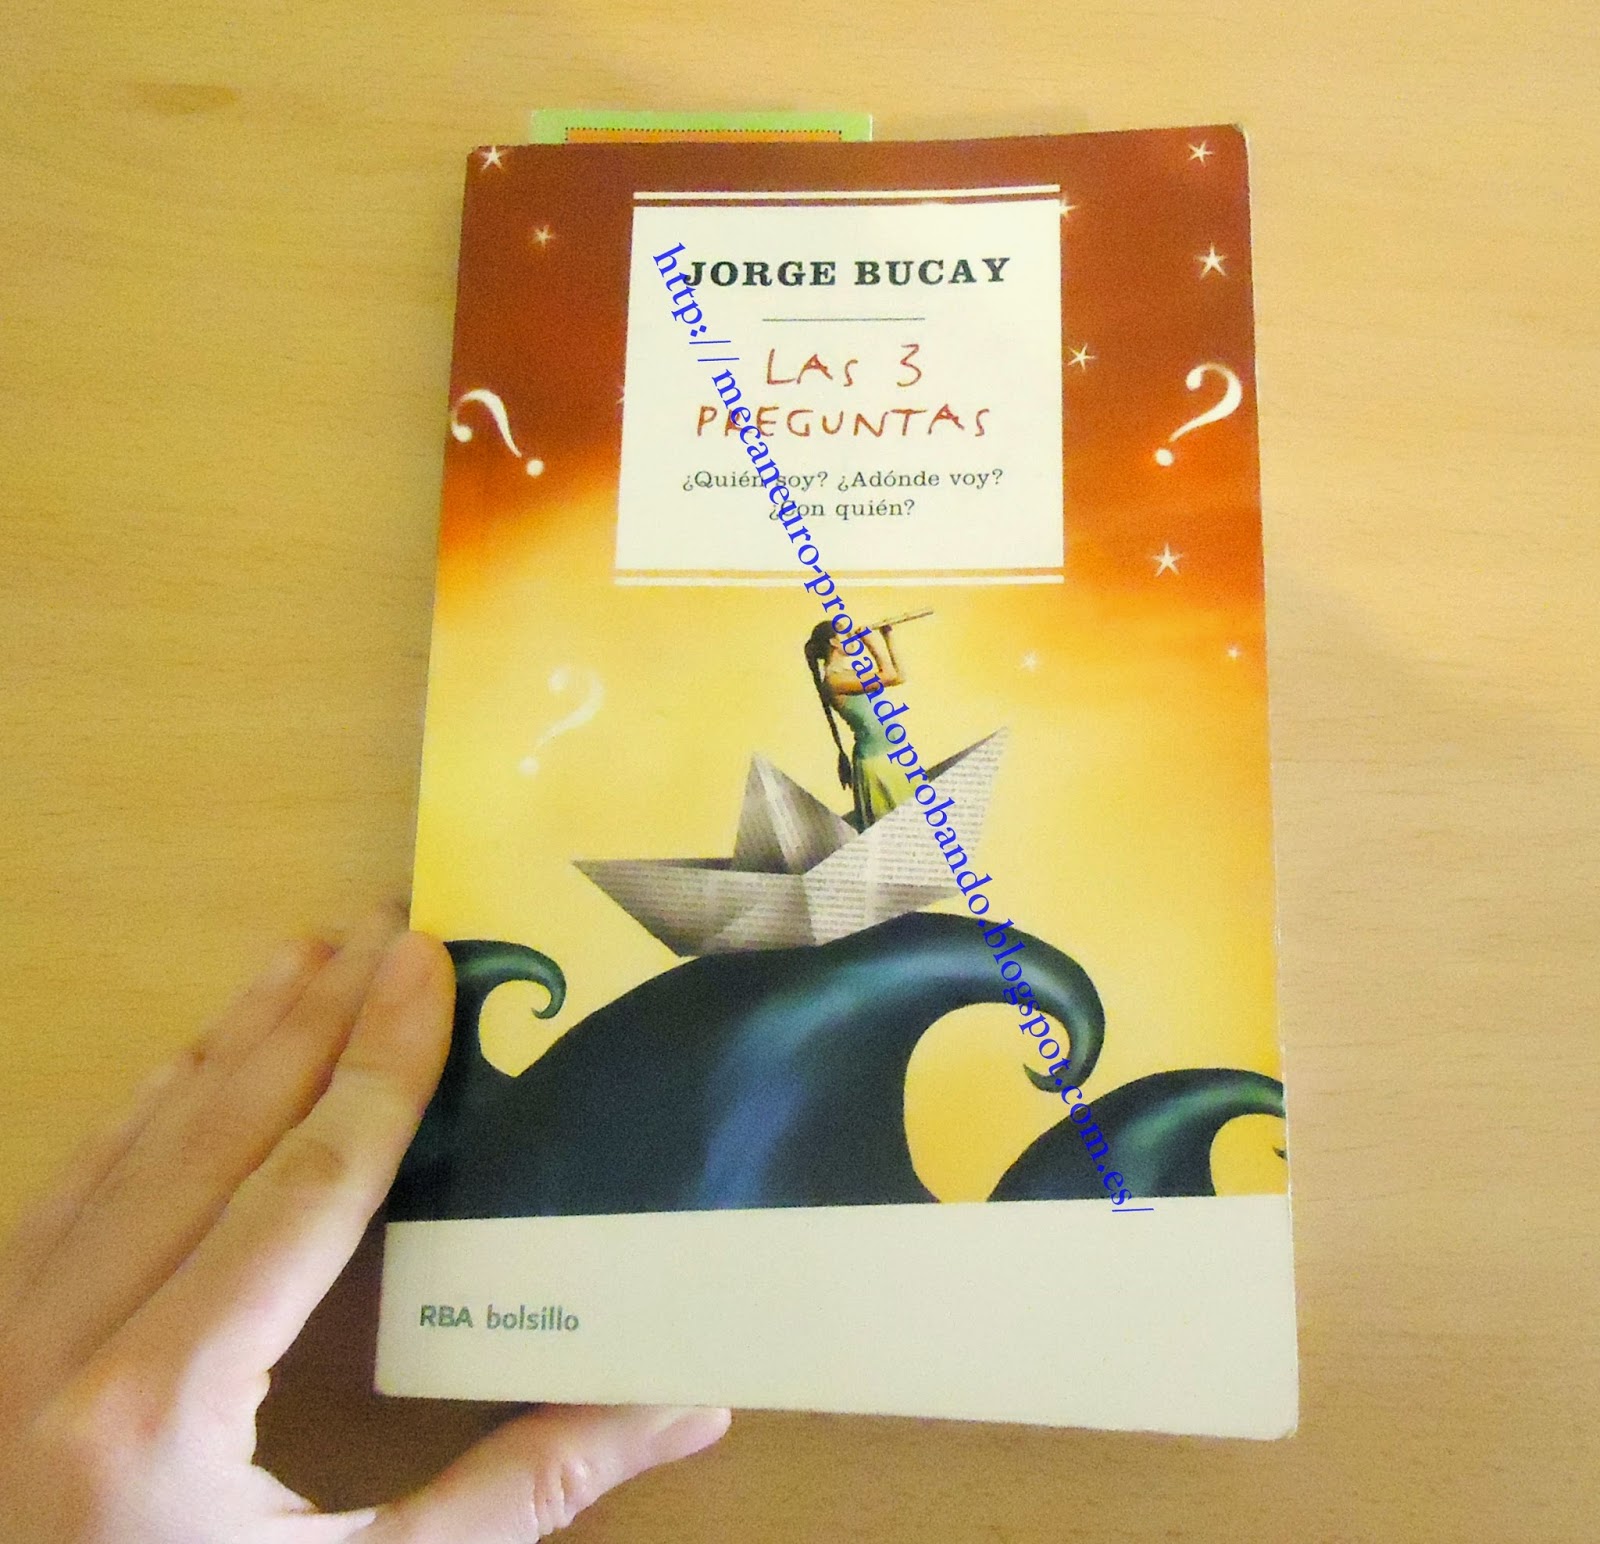 JORGE BUCAY
LAS 3
PREGUNTAS
¿Quién soy? ¿Adónde voy?
¿Con quién?
http://mecaneuro-probandoprobando.blogspot.com.es/
RBA bolsillo